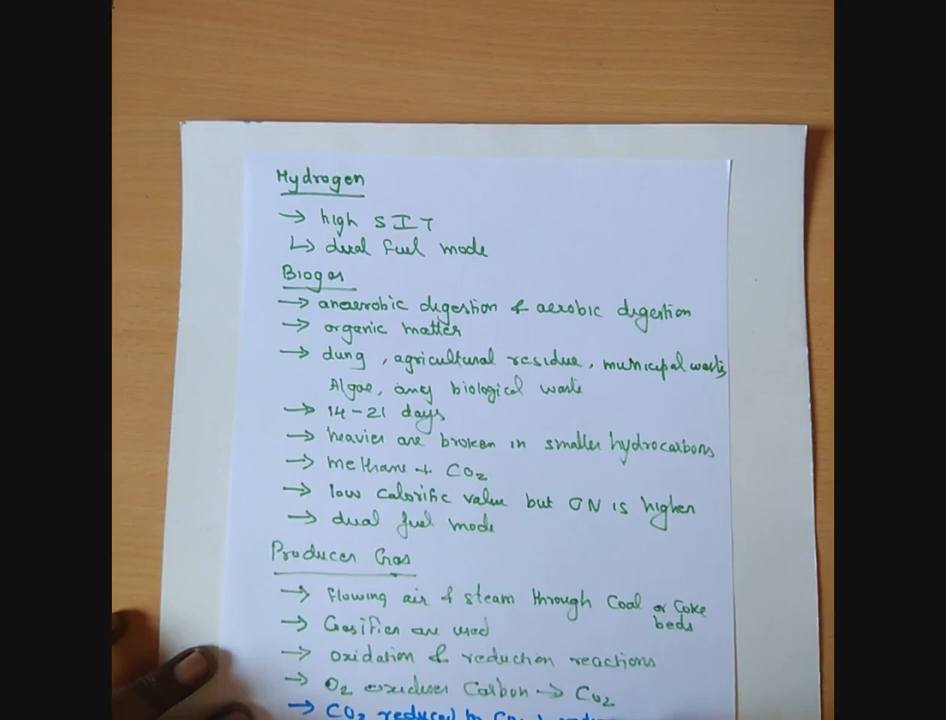 Hydrogen
→ high SIT
↳ dual fuel mode
Biogas
→ anaerobic digestion & aerobic digestion
→ organic matter
→ dung, agricultural residue, municipal waste,
Algae, any biological waste
→ 14-21 days
→ heavier are broken in smaller hydrocarbons
→ methane + CO₂
→ low calorific value but ON is higher
→ dual fuel mode
Producer Gas
→ flowing air & steam through Coal or Coke
beds
→ Gasifier are used
→ oxidation & reduction reactions
→ O₂ oxidises Carbon → CO₂
→ CO₂ reduced to